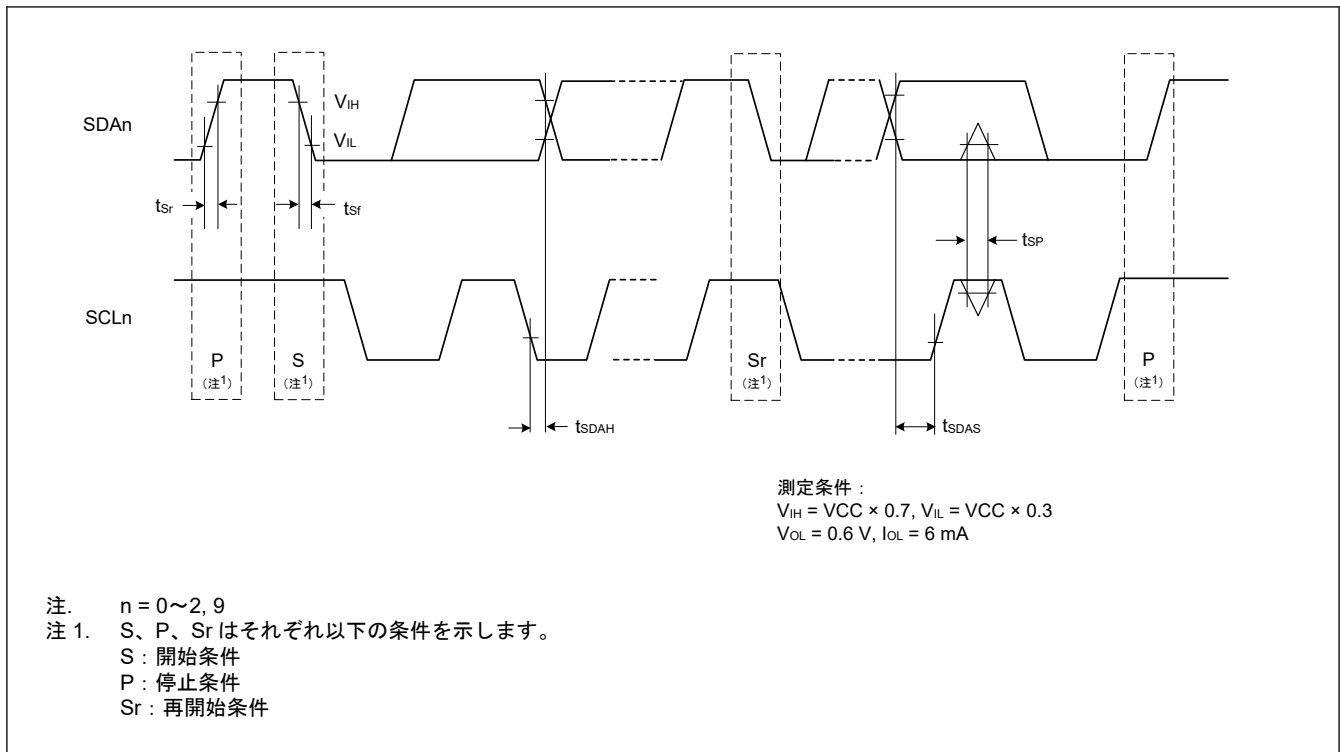 SDAn
VIH
VIL
tSr
tSf
tSP
SCLn
P
（注1）
S
（注1）
Sr
（注1）
P
（注1）
tSDAH
tSDAS
測定条件：
VIH = VCC × 0.7, VIL = VCC × 0.3
VOL = 0.6 V, IOL = 6 mA
注. n = 0～2, 9
注 1. S、P、Sr はそれぞれ以下の条件を示します。
S：開始条件
P：停止条件
Sr：再開始条件